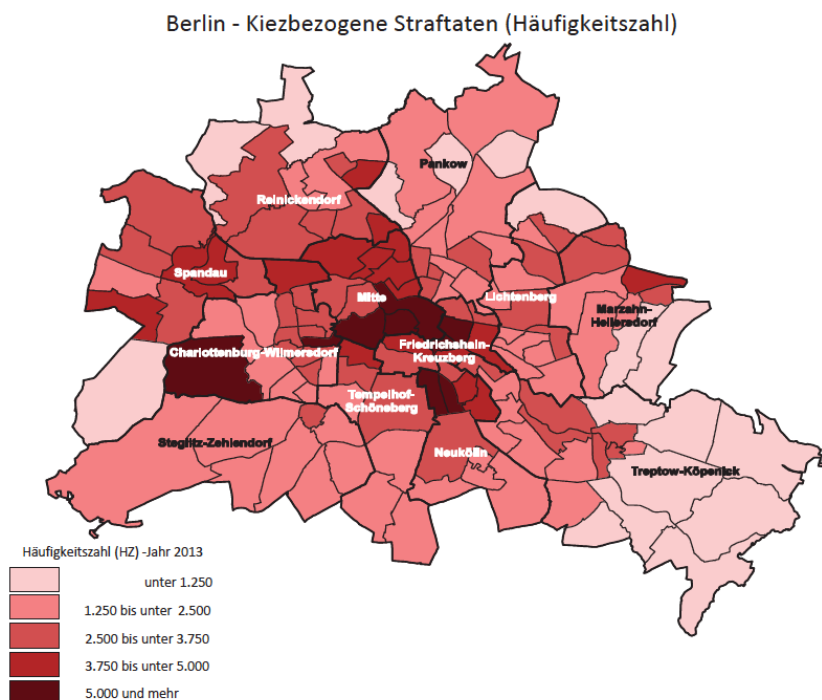 Berlin - Kiezbezogene Straftaten (Häufigkeitszahl)
Pankow
Reinickendorf
Spandau
Mitte
Lichtenberg
Marzahn-
Hellersdorf
Friedrichshain-
Kreuzberg
Charlottenburg-Wilmersdorf
Tempelhof-
Schöneberg
Steglitz-Zehlendorf
Neukölln
Treptow-Köpenick
Häufigkeitszahl (HZ) -Jahr 2013
unter 1.250
1.250 bis unter 2.500
2.500 bis unter 3.750
3.750 bis unter 5.000
5.000 und mehr